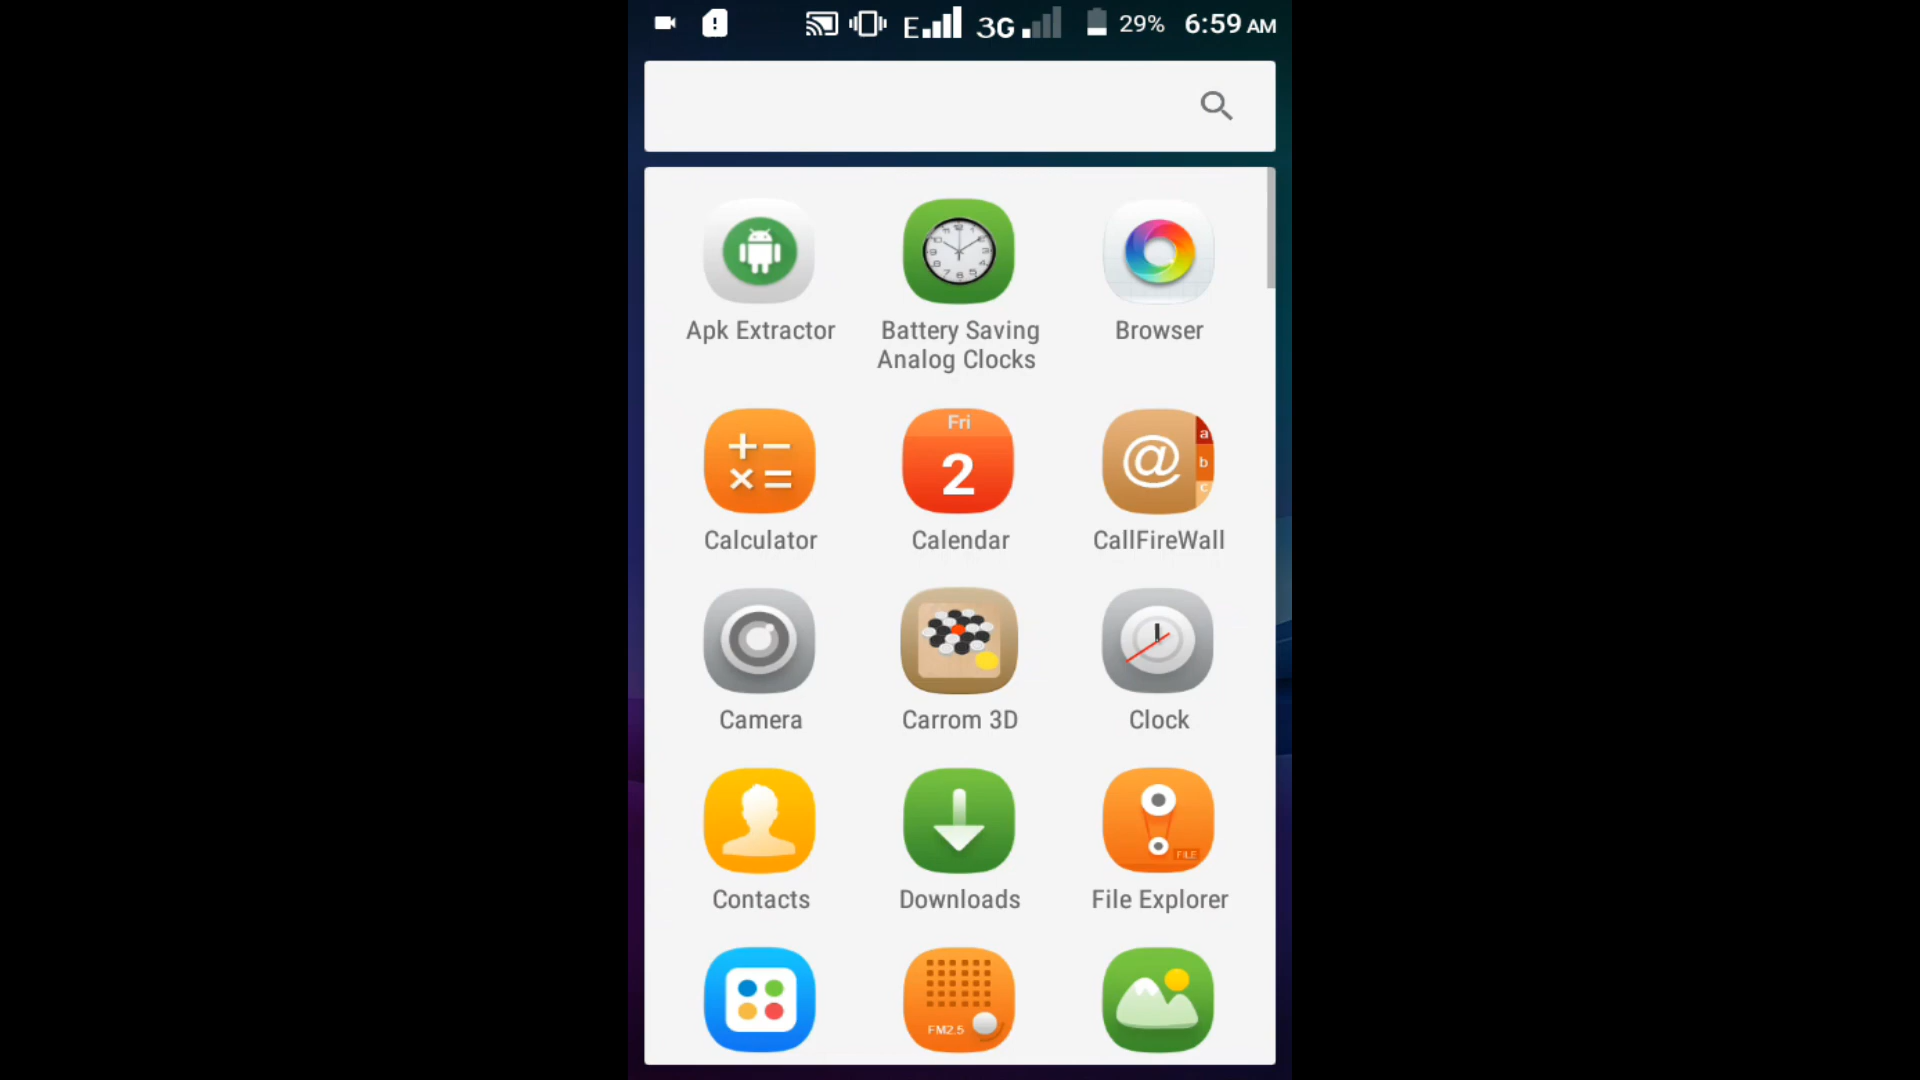 E 3G 29% 6:59 AM
Apk Extractor
Battery Saving
Analog Clocks
Browser
Fri
2
@
a
b
c
Calculator
Calendar
CallFireWall
Camera
Carrom 3D
Clock
FILE
Contacts
Downloads
File Explorer
FM2.5